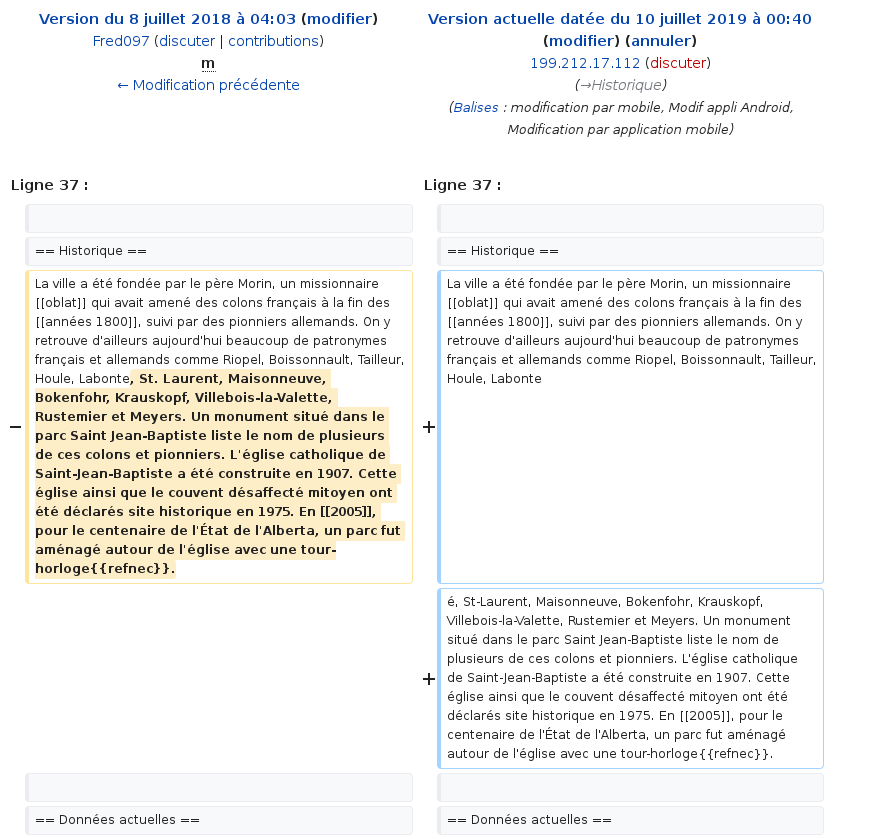 Version du 8 juillet 2018 à 04:03 (modifier)
Fred097 (discuter | contributions)
m
← Modification précédente
Version actuelle datée du 10 juillet 2019 à 00:40
(modifier) (annuler)
199.212.17.112 (discuter)
(→Historique)
(Balises : modification par mobile, Modif appli Android,
Modification par application mobile)
Ligne 37 :
Ligne 37 :
== Historique ==
== Historique ==
−
La ville a été fondée par le père Morin, un missionnaire
[[oblat]] qui avait amené des colons français à la fin des
[[années 1800]], suivi par des pionniers allemands. On y
retrouve d'ailleurs aujourd'hui beaucoup de patronymes
français et allemands comme Riopel, Boissonnault, Tailleur,
Houle, Labonte, St. Laurent, Maisonneuve,
Bokenfohr, Krauskopf, Villebois-la-Valette,
Rustemier et Meyers. Un monument situé dans le
parc Saint Jean-Baptiste liste le nom de plusieurs
de ces colons et pionniers. L'église catholique de
Saint-Jean-Baptiste a été construite en 1907. Cette
église ainsi que le couvent désaffecté mitoyen ont
été déclarés site historique en 1975. En [[2005]],
pour le centenaire de l'État de l'Alberta, un parc fut
aménagé autour de l'église avec une tour-
horloge{{refnec}}.
+
La ville a été fondée par le père Morin, un missionnaire
[[oblat]] qui avait amené des colons français à la fin des
[[années 1800]], suivi par des pionniers allemands. On y
retrouve d'ailleurs aujourd'hui beaucoup de patronymes
français et allemands comme Riopel, Boissonnault, Tailleur,
Houle, Labonte
+
é, St-Laurent, Maisonneuve, Bokenfohr, Krauskopf,
Villebois-la-Valette, Rustemier et Meyers. Un monument
situé dans le parc Saint Jean-Baptiste liste le nom de
plusieurs de ces colons et pionniers. L'église catholique
de Saint-Jean-Baptiste a été construite en 1907. Cette
église ainsi que le couvent désaffecté mitoyen ont été
déclarés site historique en 1975. En [[2005]], pour le
centenaire de l'État de l'Alberta, un parc fut aménagé
autour de l'église avec une tour-horloge{{refnec}}.
== Données actuelles ==
== Données actuelles ==